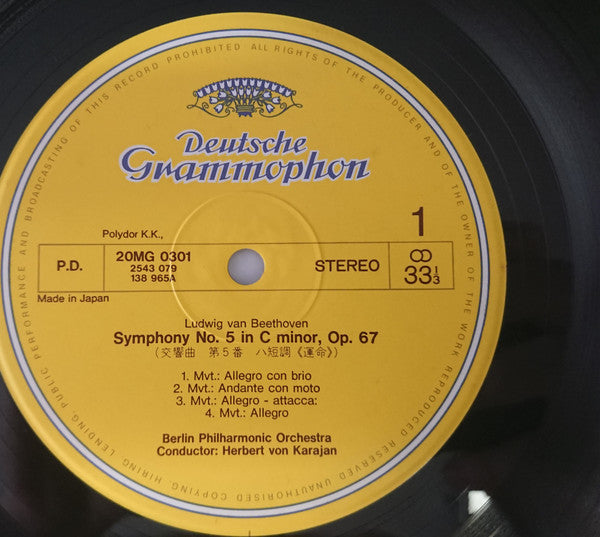 ALL RIGHTS OF THE PRODUCER AND OF THE OWNER OF THE WORK REPRODUCED RESERVED. UNAUTHORISED COPYING, HIRING, LENDING, PUBLIC PERFORMANCE AND BROADCASTING OF THIS RECORD PROHIBITED
Deutsche
Grammophon
Polydor K.K.,
1
P.D.
20MG 0301
2543 079
138 965A
STEREO
33 1/3
Made in Japan
Ludwig van Beethoven
Symphony No. 5 in C minor, Op. 67
(交響曲 第5番 ハ短調《運命》)
1. Mvt.: Allegro con brio
2. Mvt.: Andante con moto
3. Mvt.: Allegro - attacca:
4. Mvt.: Allegro
Berlin Philharmonic Orchestra
Conductor: Herbert von Karajan